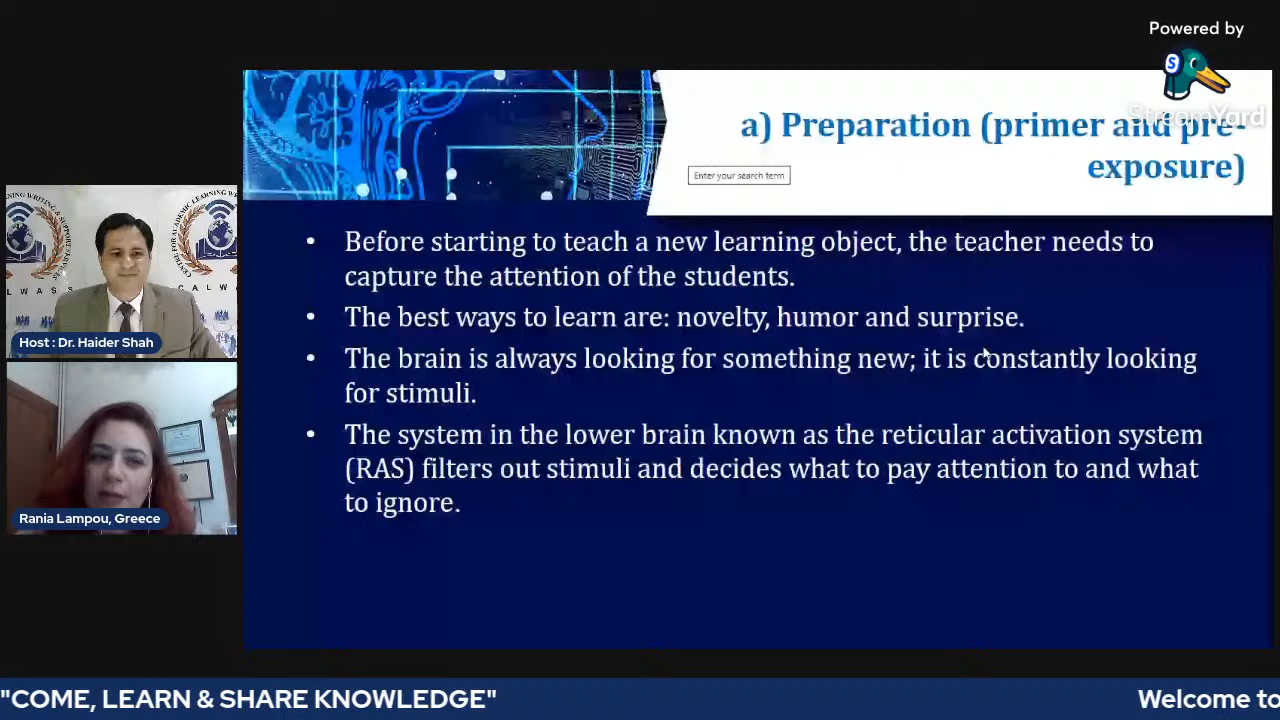 Powered by
StreamYard
a) Preparation (primer and pre-
exposure)
Enter your search term
• Before starting to teach a new learning object, the teacher needs to
capture the attention of the students.
• The best ways to learn are: novelty, humor and surprise.
• The brain is always looking for something new; it is constantly looking
for stimuli.
• The system in the lower brain known as the reticular activation system
(RAS) filters out stimuli and decides what to pay attention to and what
to ignore.
Host : Dr. Haider Shah
Rania Lampou, Greece
"COME, LEARN & SHARE KNOWLEDGE"
Welcome to